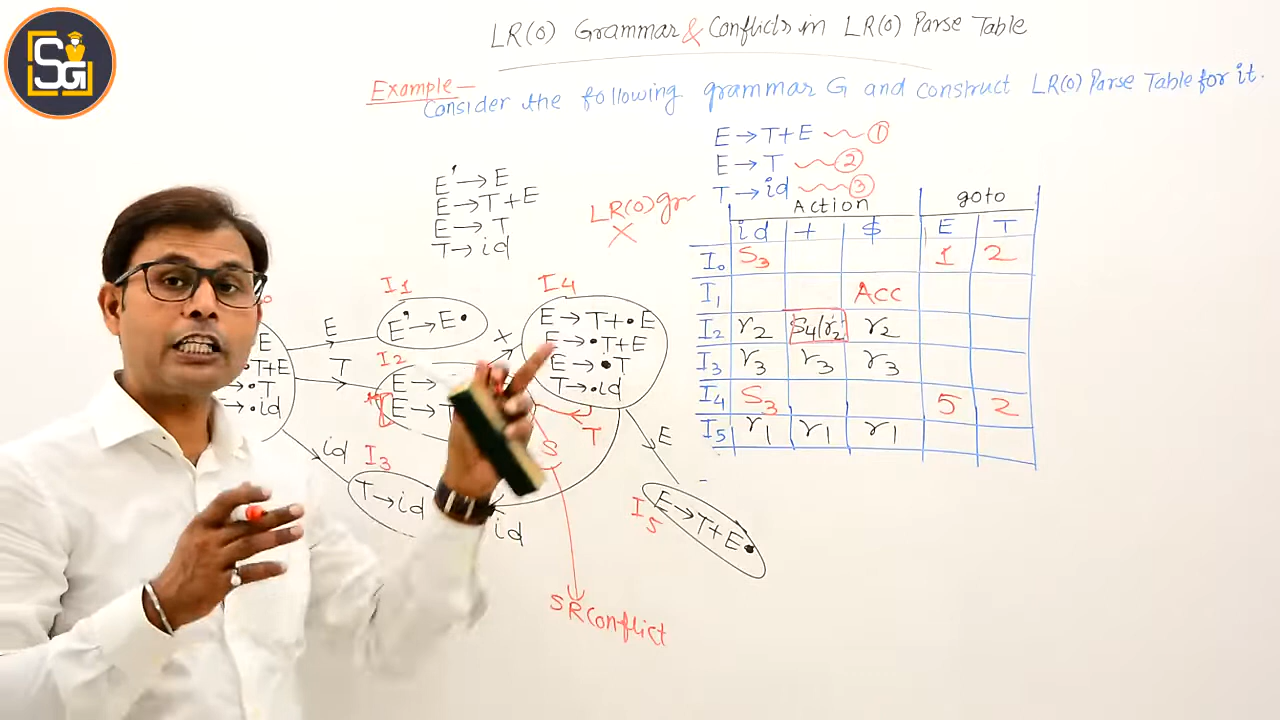 SG
LR(0) Grammar & Conflicts in LR(0) Parse Table
Example -
Consider the following grammar G and construct LR(0) Parse Table for it.
E→T+E ~ ①
E→T ~ ②
T→id ~ ③
E'→E
E→T+E
E→T
T→id
LR(0) gr
X
Action goto
id + $ E T
I0 S3 1 2
I1 Acc
I2 r2 S4/r2 r2
I3 r3 r3 r3
I4 S3 5 2
I5 r1 r1 r1
E
•T+E
•T
→•id
E
T
id
I1
E'→E•
I2
E→
E→T
I3
T→id
I4
E→T+•E
E→•T+E
E→•T
T→•id
T
S
id
E
I5
E→T+E•
SR Conflict